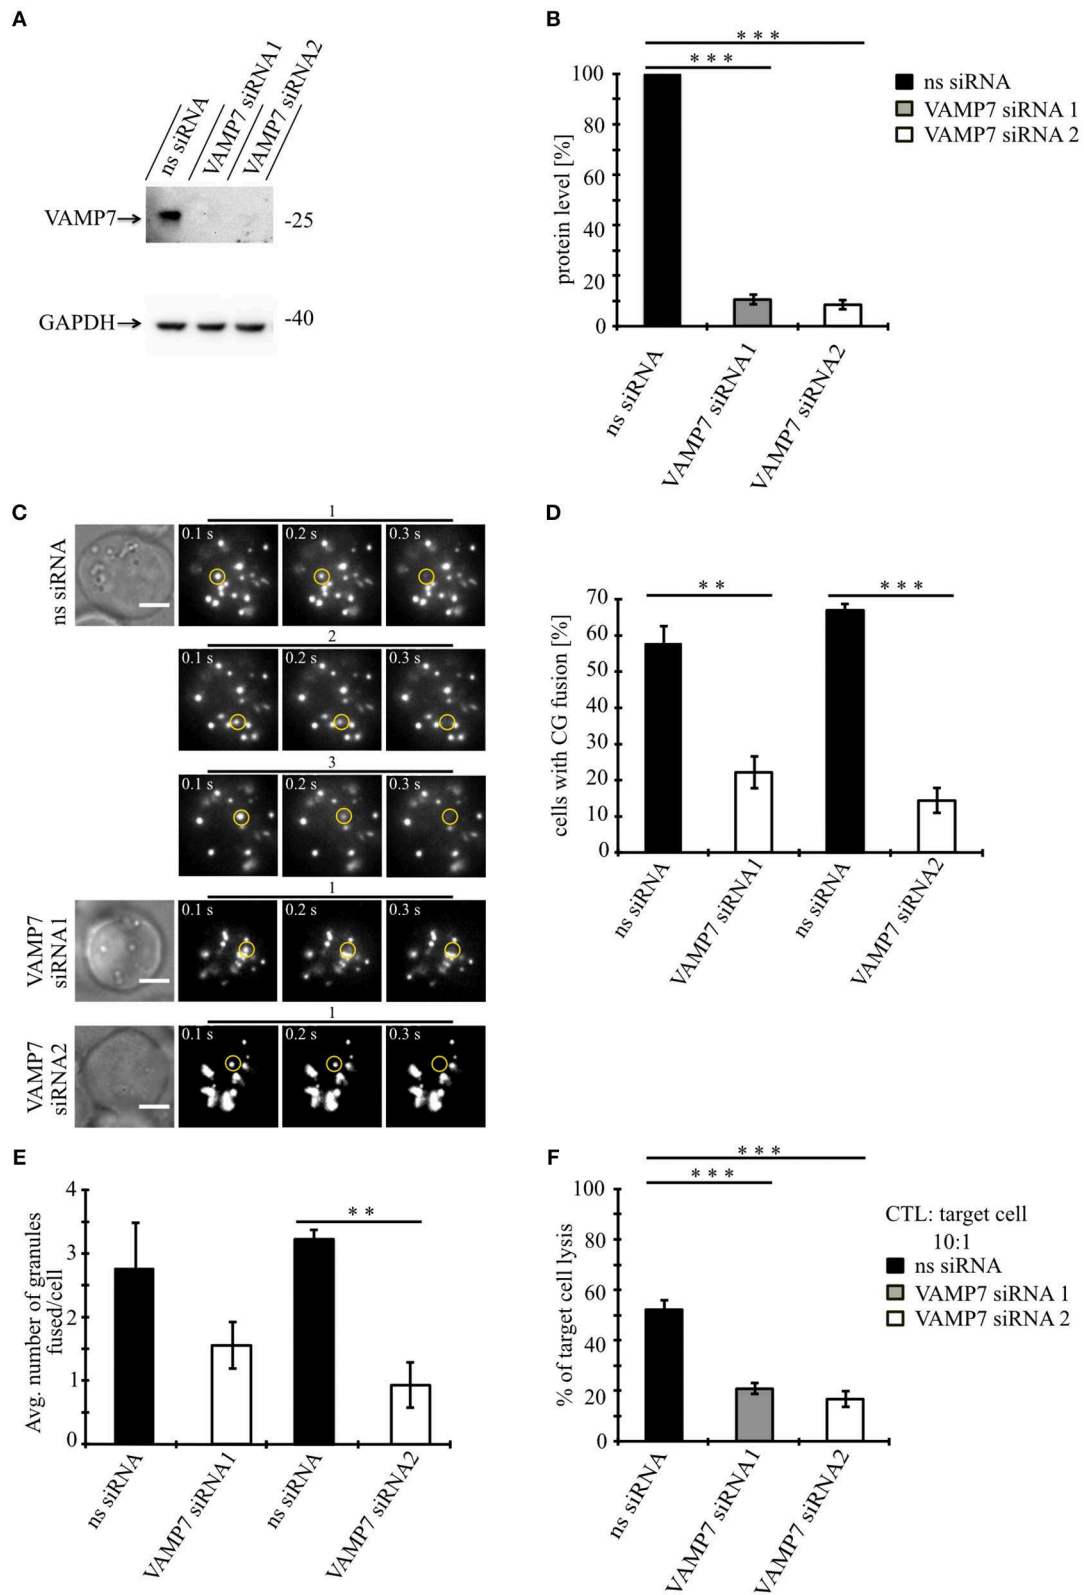 A
ns siRNA
VAMP7 siRNA1
VAMP7 siRNA2
VAMP7→
-25
GAPDH→
-40
B
* * *
* * *
protein level [%]
100
80
60
40
20
0
ns siRNA
VAMP7 siRNA1
VAMP7 siRNA2
ns siRNA
VAMP7 siRNA 1
VAMP7 siRNA 2
C
ns siRNA
1
0.1 s
0.2 s
0.3 s
2
0.1 s
0.2 s
0.3 s
3
0.1 s
0.2 s
0.3 s
VAMP7
siRNA1
1
0.1 s
0.2 s
0.3 s
VAMP7
siRNA2
1
0.1 s
0.2 s
0.3 s
D
* *
* * *
cells with CG fusion [%]
70
60
50
40
30
20
10
0
ns siRNA
VAMP7 siRNA1
ns siRNA
VAMP7 siRNA2
E
* *
Avg. number of granules
fused/cell
4
3
2
1
0
ns siRNA
VAMP7 siRNA1
ns siRNA
VAMP7 siRNA2
F
* * *
* * *
% of target cell lysis
100
80
60
40
20
0
ns siRNA
VAMP7 siRNA1
VAMP7 siRNA2
CTL: target cell
10:1
ns siRNA
VAMP7 siRNA 1
VAMP7 siRNA 2